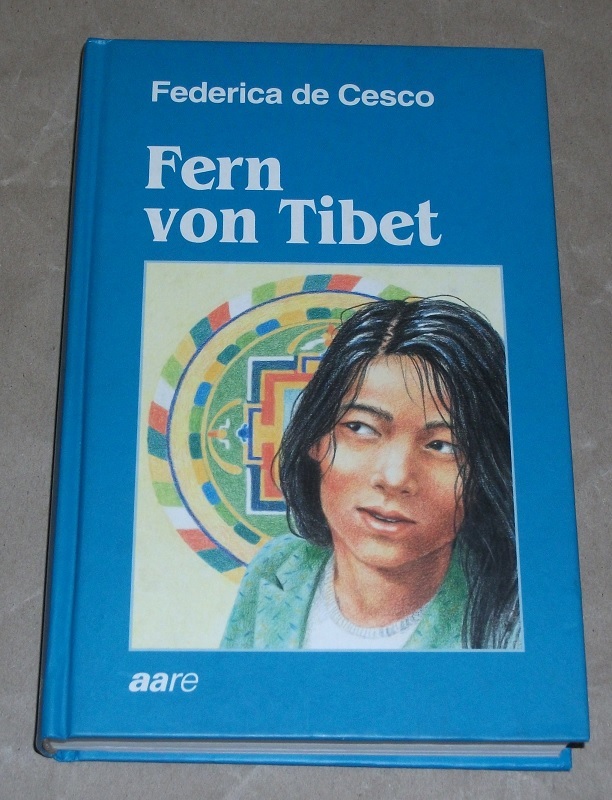 Federica de Cesco
Fern
von Tibet
aare